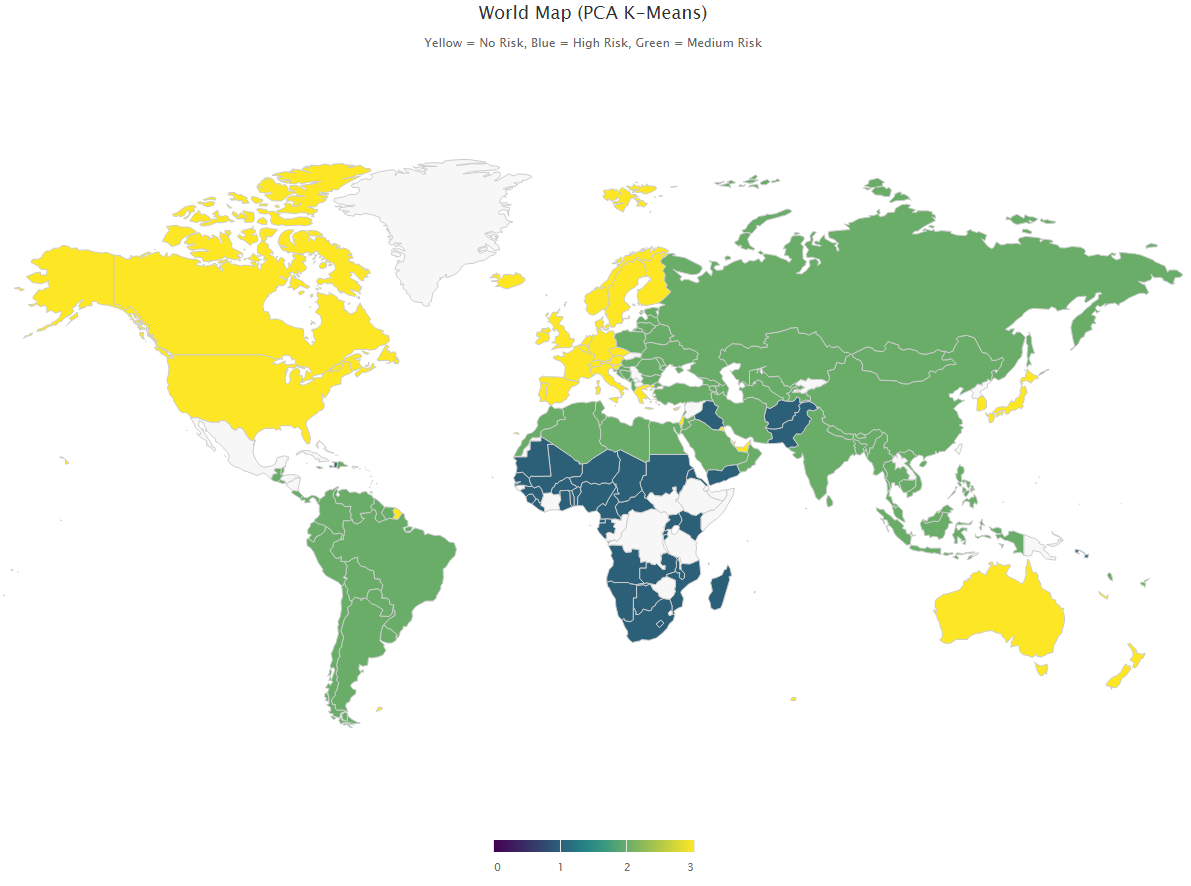 World Map (PCA K-Means)
Yellow = No Risk, Blue = High Risk, Green = Medium Risk
0 1 2 3